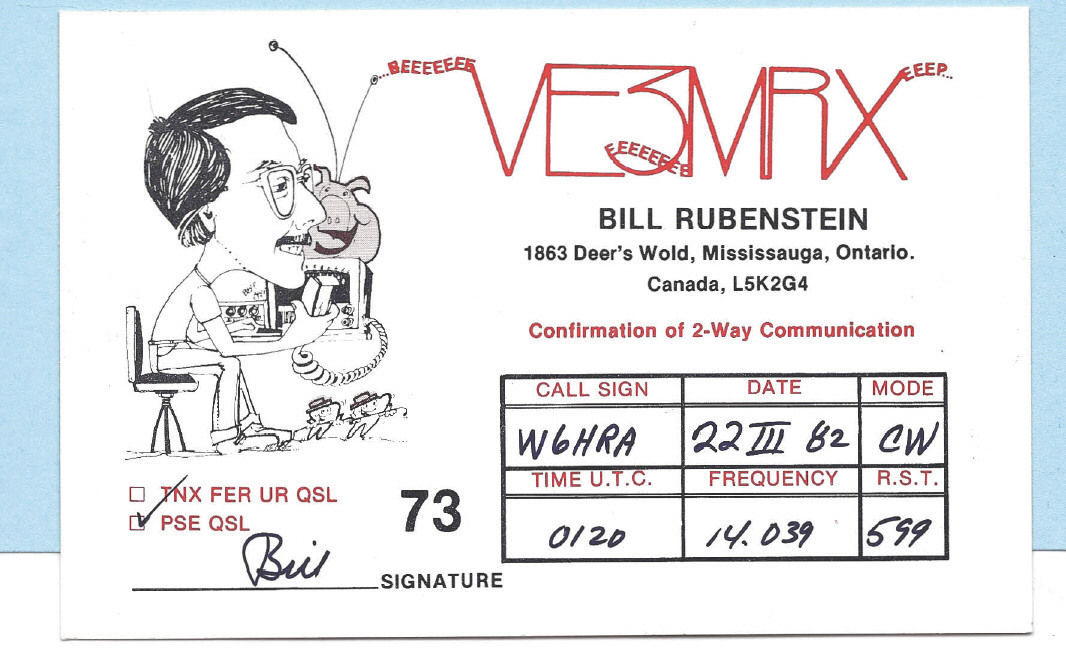 ...BEEEEEEE VE3MRX EEEP...
EEEEEEEE
BILL RUBENSTEIN
1863 Deer's Wold, Mississauga, Ontario.
Canada, L5K2G4
Confirmation of 2-Way Communication
CALL SIGN DATE MODE
W6HRA 22 III 82 CW
TIME U.T.C. FREQUENCY R.S.T.
0120 14.039 599
TNX FER UR QSL
PSE QSL
73
Bill
SIGNATURE